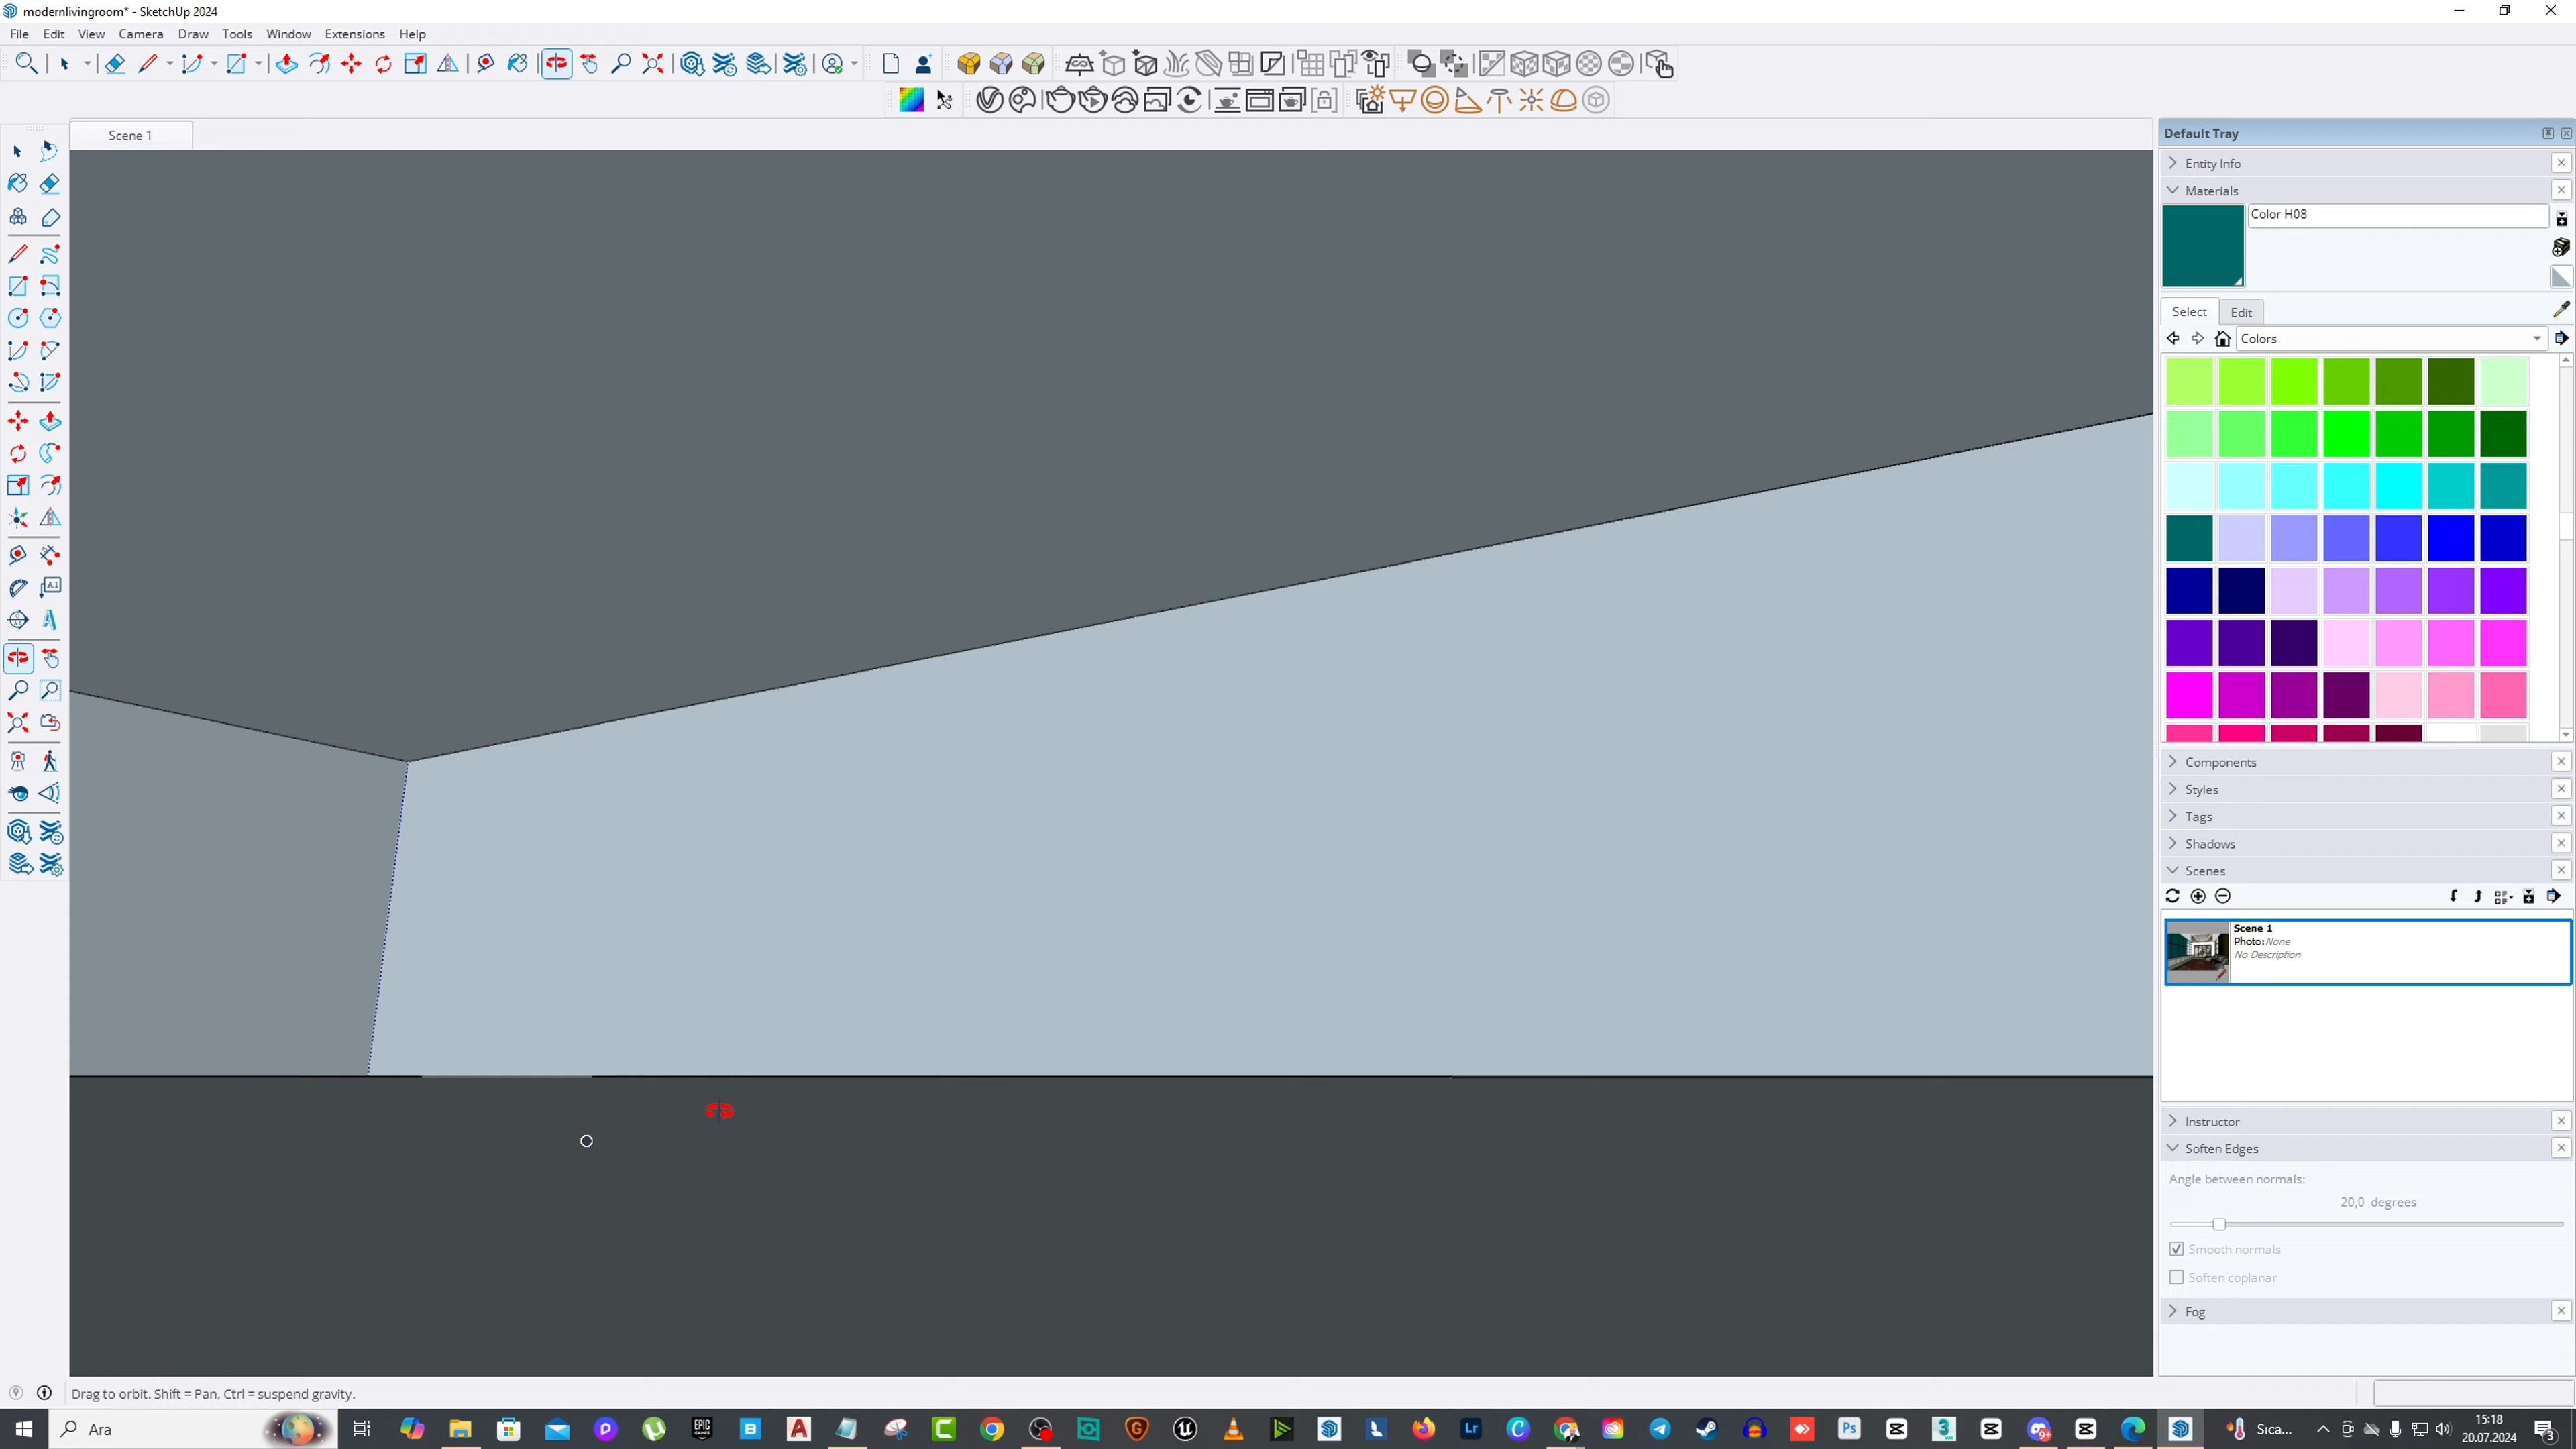 modernlivingroom* - SketchUp 2024
File Edit View Camera Draw Tools Window Extensions Help
Scene 1
Default Tray
Entity Info
Materials
Color H08
Select Edit
Colors
Components
Styles
Tags
Shadows
Scenes
Scene 1
Photo: None
No Description
Instructor
Soften Edges
Angle between normals:
20,0 degrees
Smooth normals
Soften coplanar
Fog
Drag to orbit. Shift = Pan, Ctrl = suspend gravity.
Ara
Sıca...
15:18
20.07.2024